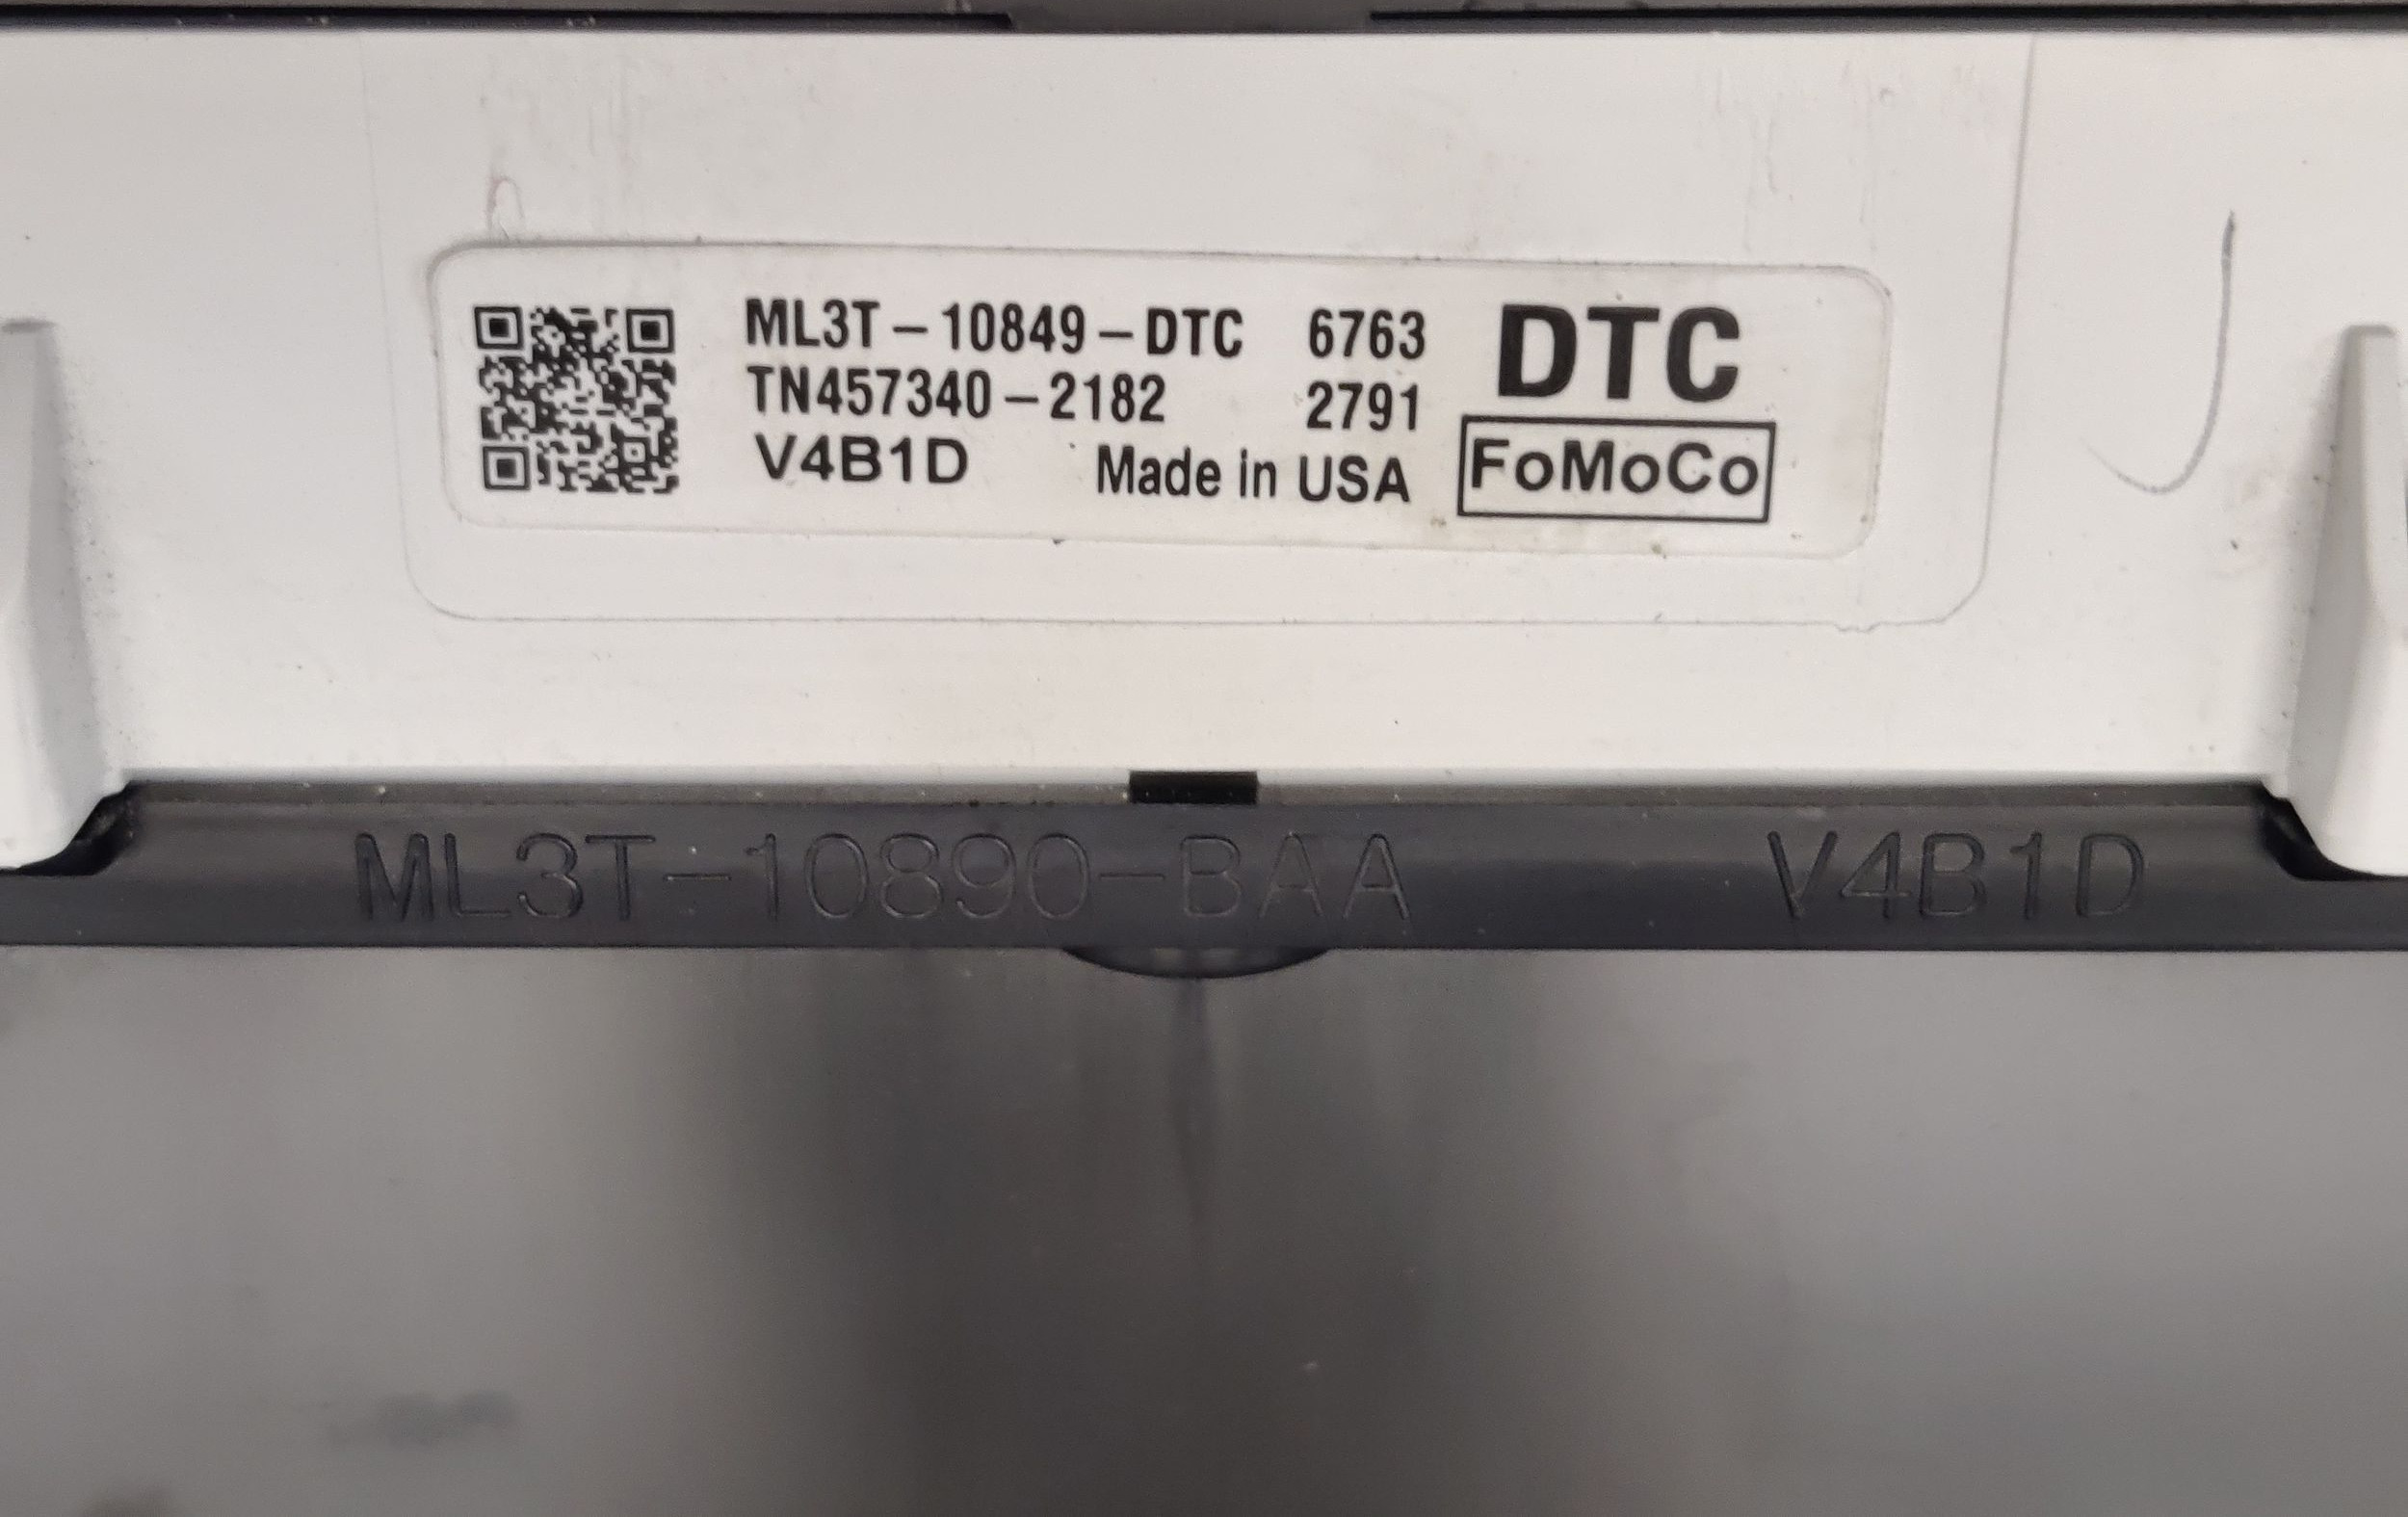 ML3T-10849-DTC 6763 DTC
TN457340-2182 2791
V4B1D Made in USA FoMoCo
ML3T-10890-BAA V4B1D